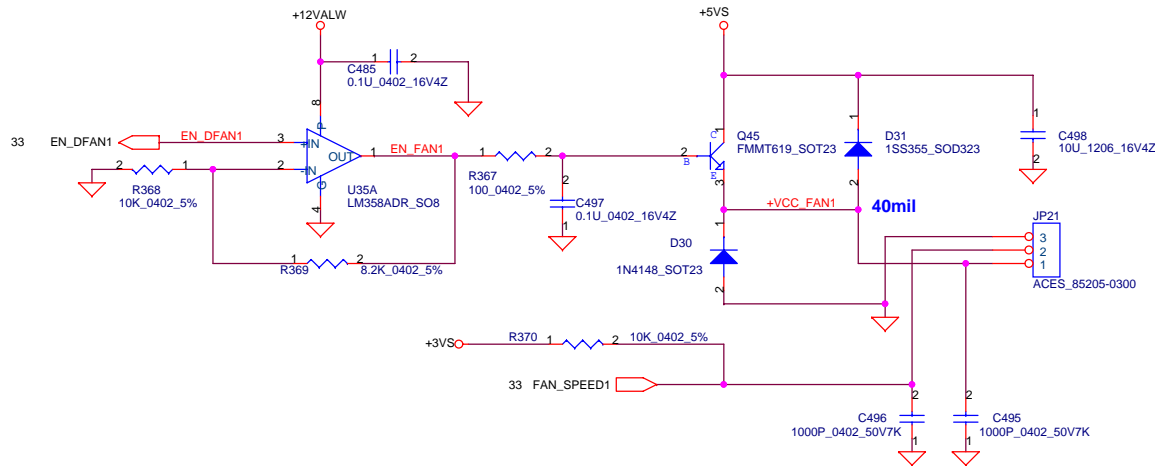 +12VALW
+5VS
1 2
C485
0.1U_0402_16V4Z
8
33 EN_DFAN1 EN_DFAN1 3 +IN P OUT 1 EN_FAN1
2 1 2 -IN G
R368
10K_0402_5%
4
U35A
LM358ADR_SO8
1 2
R367
100_0402_5%
2
C497
0.1U_0402_16V4Z
1
2 B
1 C
E 3
Q45
FMMT619_SOT23
1
D31
1SS355_SOD323
2
1
C498
10U_1206_16V4Z
2
+VCC_FAN1 40mil
1
D30
1N4148_SOT23
2
JP21
3
2
1
ACES_85205-0300
1 2
R369 8.2K_0402_5%
+3VS R370 1 2 10K_0402_5%
33 FAN_SPEED1
2
C496
1000P_0402_50V7K
1
2
C495
1000P_0402_50V7K
1